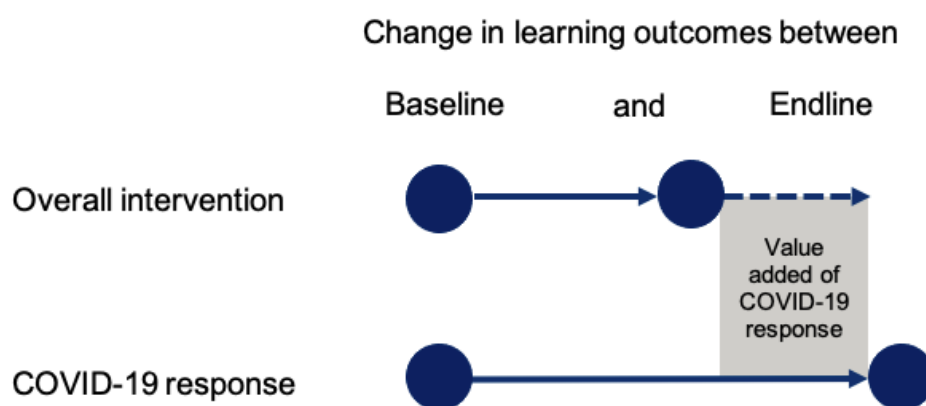 Change in learning outcomes between
Baseline and Endline
Overall intervention
Value
added of
COVID-19
response
COVID-19 response